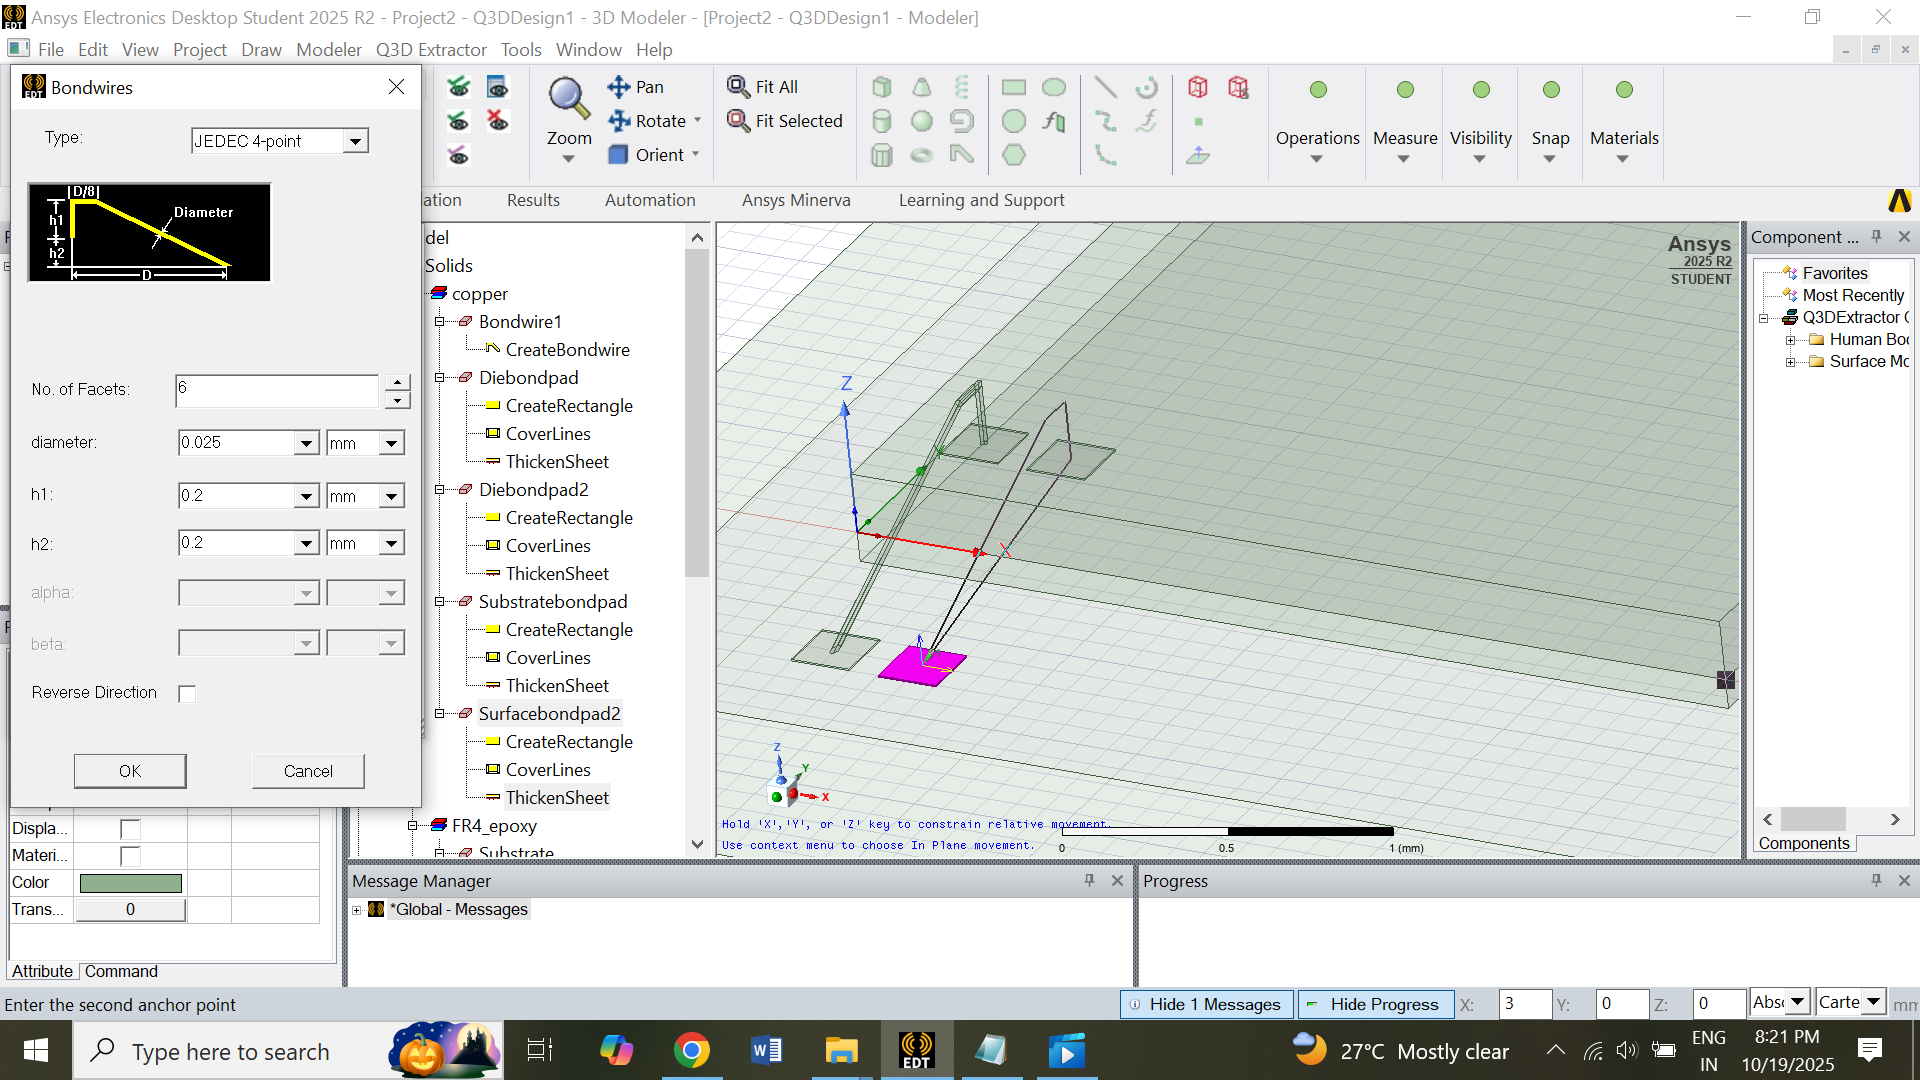 Ansys Electronics Desktop Student 2025 R2 - Project2 - Q3DDesign1 - 3D Modeler - [Project2 - Q3DDesign1 - Modeler]
File Edit View Project Draw Modeler Q3D Extractor Tools Window Help
Bondwires
Type:
JEDEC 4-point
D/8
h1
h2
Diameter
D
No. of Facets:
6
diameter:
0.025
mm
h1:
0.2
mm
h2:
0.2
mm
alpha:
beta:
Reverse Direction
OK
Cancel
Zoom
Pan
Rotate
Orient
Fit All
Fit Selected
Operations
Measure
Visibility
Snap
Materials
lation
Results
Automation
Ansys Minerva
Learning and Support
del
Solids
copper
Bondwire1
CreateBondwire
Diebondpad
CreateRectangle
CoverLines
ThickenSheet
Diebondpad2
CreateRectangle
CoverLines
ThickenSheet
Substratebondpad
CreateRectangle
CoverLines
ThickenSheet
Surfacebondpad2
CreateRectangle
CoverLines
ThickenSheet
FR4_epoxy
Substrate
Ansys
2025 R2
STUDENT
Z
X
Z
Y
X
Hold 'X','Y', or 'Z' key to constrain relative movement.
Use context menu to choose In Plane movement.
0
0.5
1 (mm)
Component ...
Favorites
Most Recently
Q3DExtractor
Human Bo
Surface Mo
Components
Displa...
Materi...
Color
Trans...
0
Attribute
Command
Message Manager
*Global - Messages
Progress
Enter the second anchor point
Hide 1 Messages
Hide Progress
X:
3
Y:
0
Z:
0
Abs
Carte
mm
Type here to search
EDT
27°C Mostly clear
ENG
IN
8:21 PM
10/19/2025